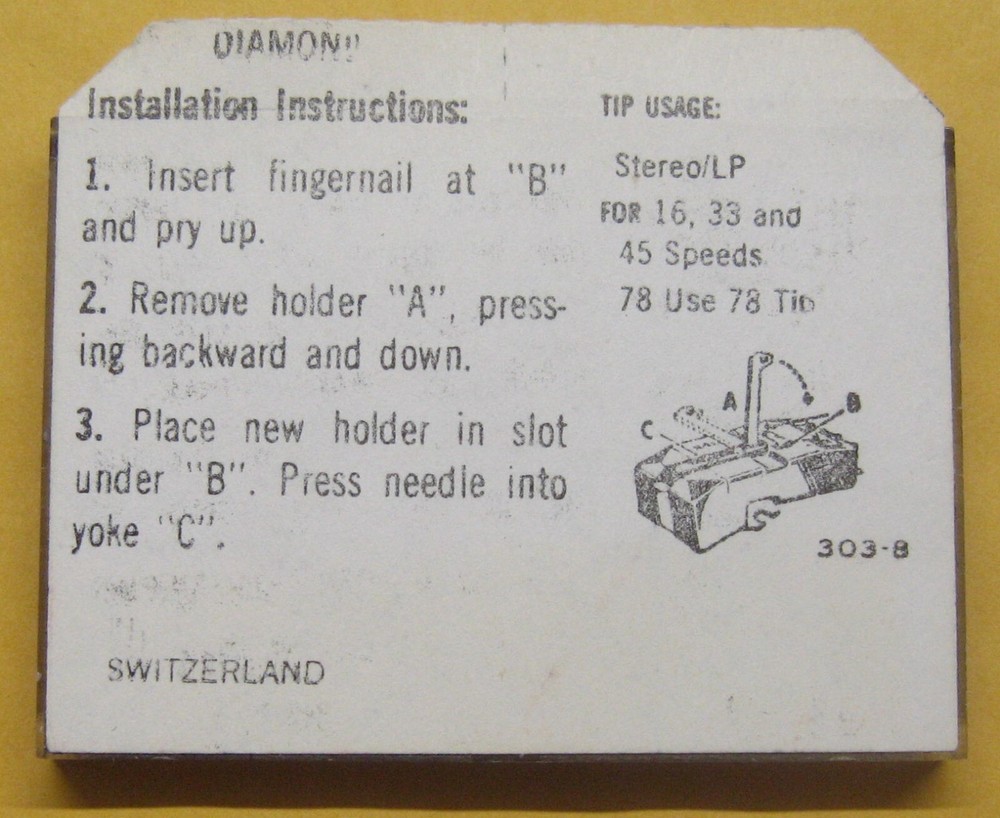 DIAMOND
Installation Instructions:
1. Insert fingernail at "B"
and pry up.
2. Remove holder "A", press-
ing backward and down.
3. Place new holder in slot
under "B". Press needle into
yoke "C".
SWITZERLAND
TIP USAGE:
Stereo/LP
FOR 16, 33 and
45 Speeds
78 Use 78 Tip
A
B
C
303-8